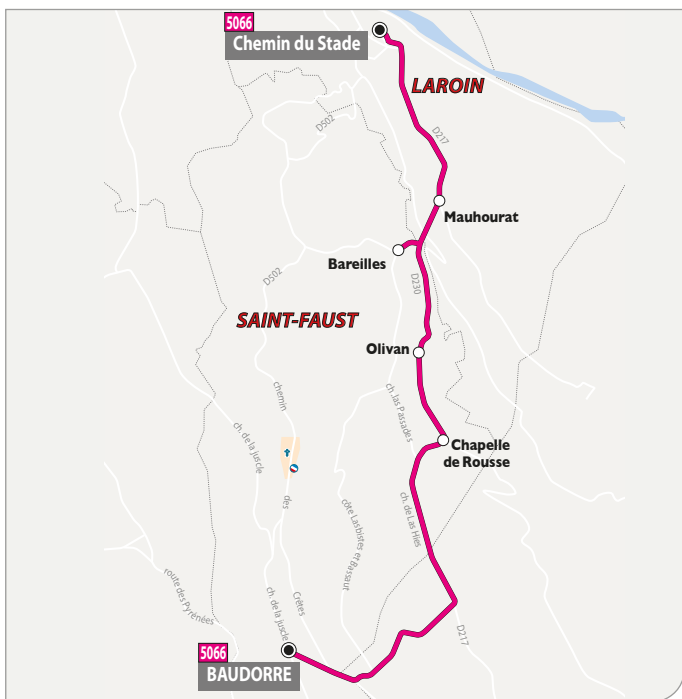 5066
Chemin du Stade
LAROIN
D502
D217
Mauhourat
Bareilles
D502
D230
SAINT-FAUST
Olivan
chemin
ch. las Passades
ch. de la juscle
Chapelle
de Rousse
des
ch. de Las Hies
côte Lasbistes et Bassaut
route des Pyrénées
ch. de la juscle
Crêtes
D217
5066
BAUDORRE